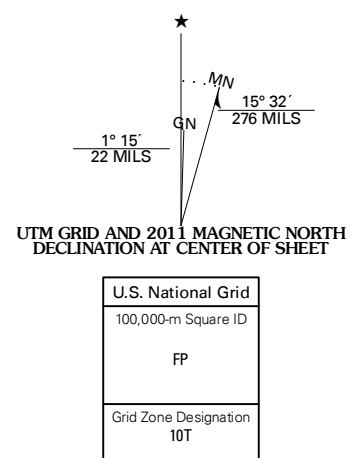 ★
MN
15° 32´
276 MILS
GN
1° 15´
22 MILS
UTM GRID AND 2011 MAGNETIC NORTH
DECLINATION AT CENTER OF SHEET
U.S. National Grid
100,000-m Square ID
FP
Grid Zone Designation
10T